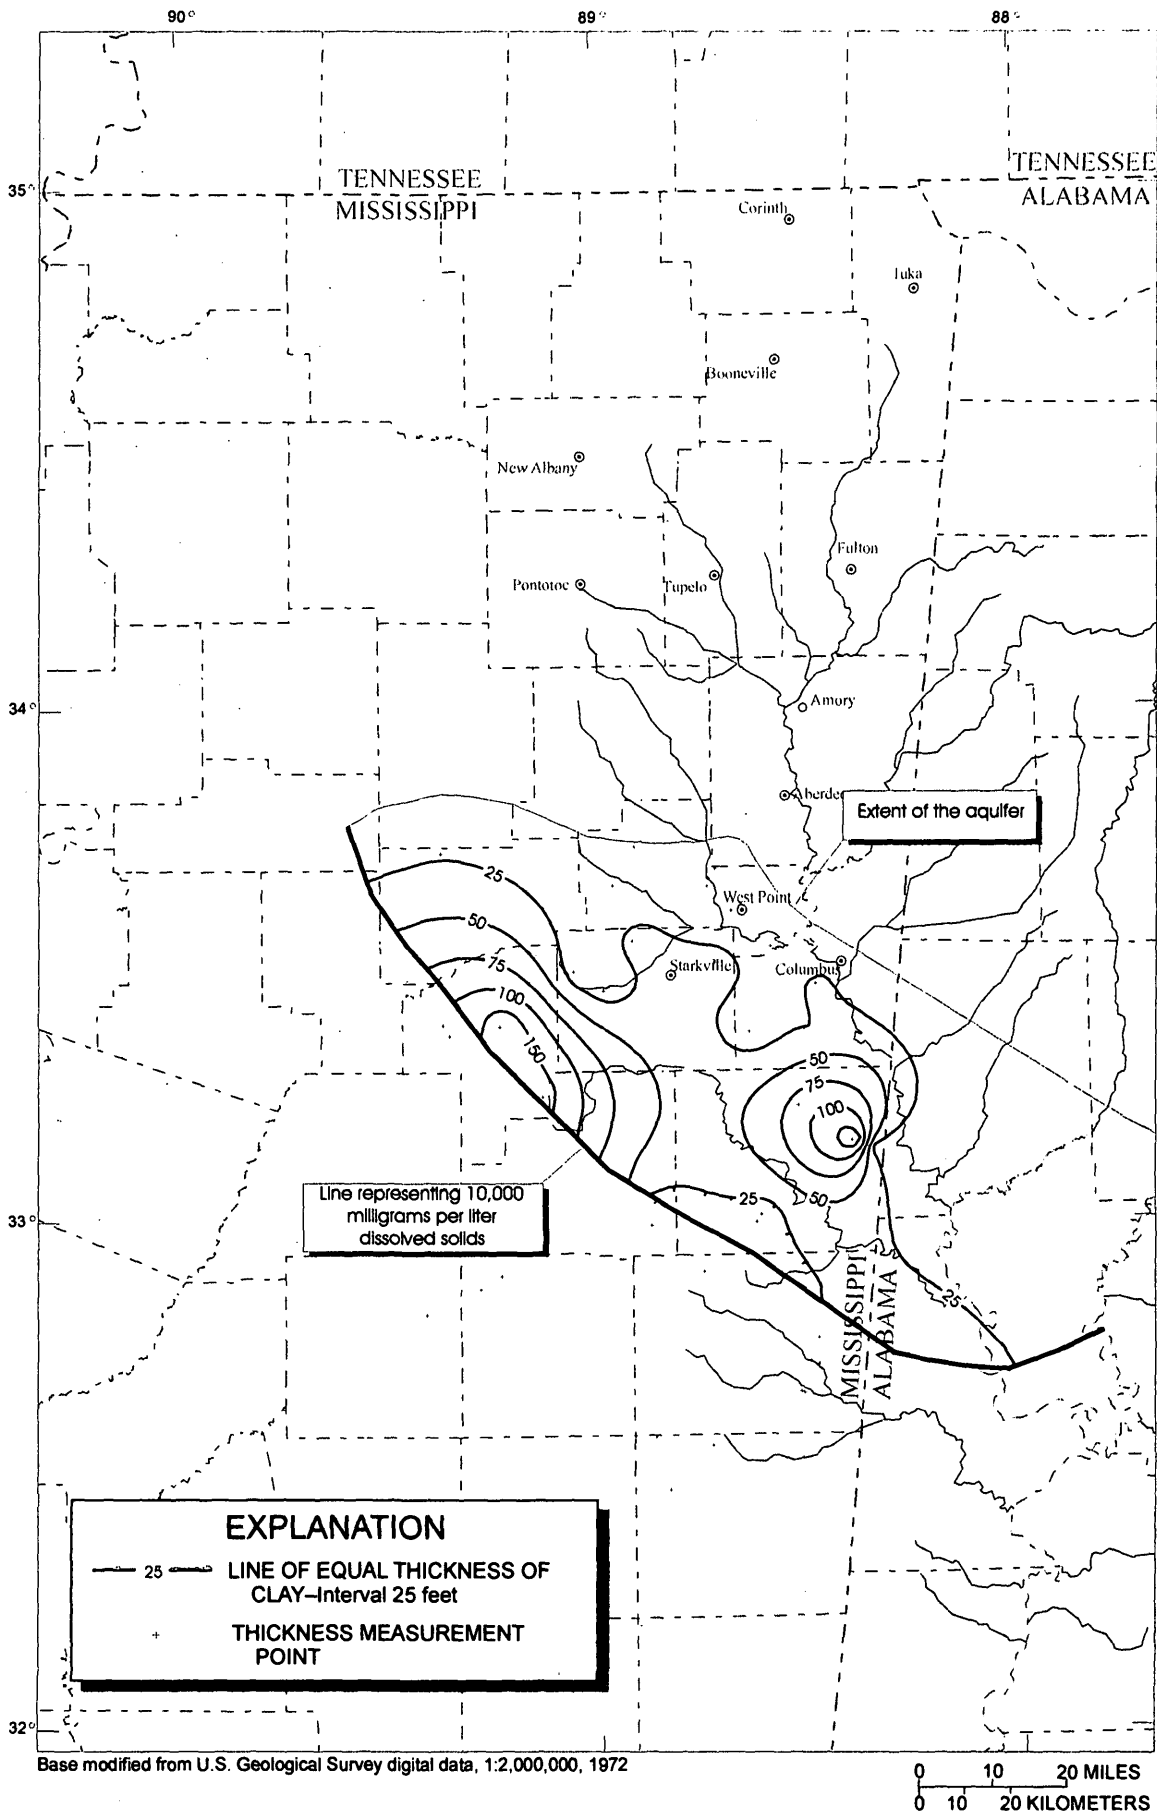 90°
89°
88°
35°
TENNESSEE
MISSISSIPPI
TENNESSEE
ALABAMA
Corinth
Iuka
Booneville
New Albany
Fulton
Pontotoc
Tupelo
34°
Amory
Aberdee
Extent of the aquifer
25
West Point
50
75
Starkville
Columbus
100
150
50
75
100
Line representing 10,000
milligrams per liter
dissolved solids
25
50
33°
MISSISSIPPI
ALABAMA
25
EXPLANATION
25
LINE OF EQUAL THICKNESS OF
CLAY–Interval 25 feet
+
THICKNESS MEASUREMENT
POINT
32°
Base modified from U.S. Geological Survey digital data, 1:2,000,000, 1972
0 10 20 MILES
0 10 20 KILOMETERS